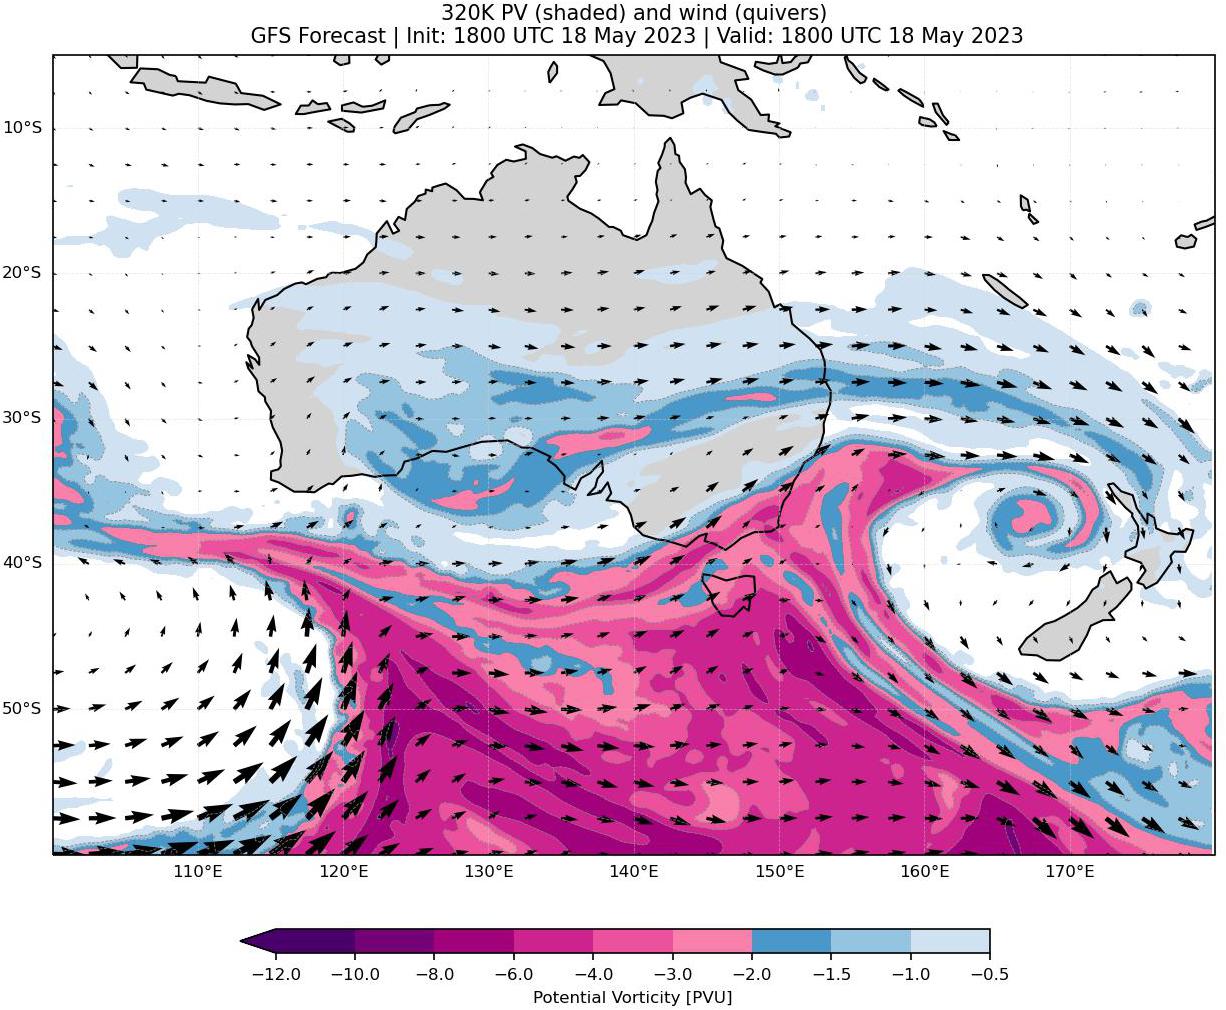 320K PV (shaded) and wind (quivers)
GFS Forecast | Init: 1800 UTC 18 May 2023 | Valid: 1800 UTC 18 May 2023
10°S
20°S
30°S
40°S
50°S
110°E 120°E 130°E 140°E 150°E 160°E 170°E
−12.0 −10.0 −8.0 −6.0 −4.0 −3.0 −2.0 −1.5 −1.0 −0.5
Potential Vorticity [PVU]